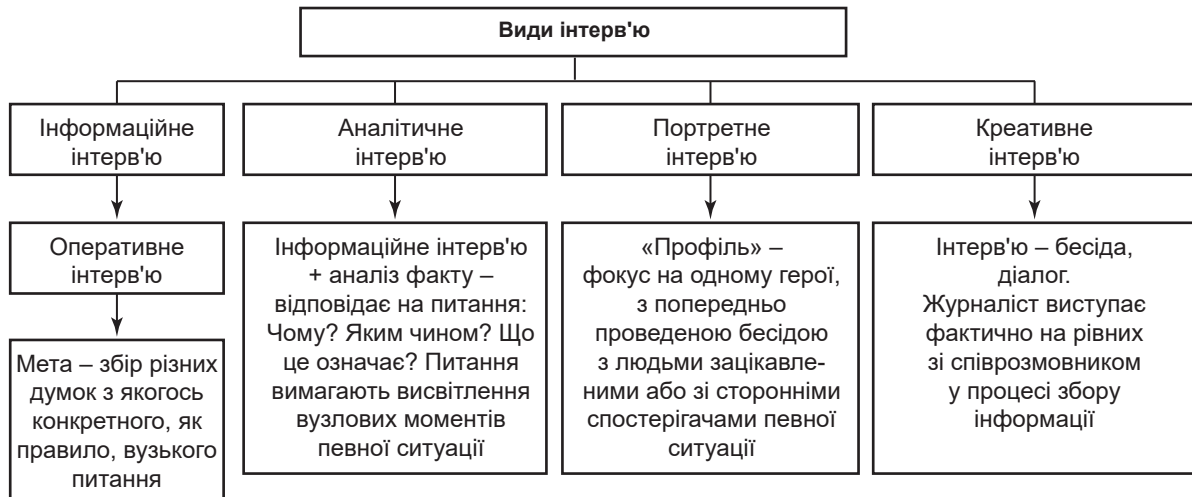 Види інтерв'ю
Інформаційне
інтерв'ю
Оперативне
інтерв'ю
Мета – збір різних
думок з якогось
конкретного, як
правило, вузького
питання
Аналітичне
інтерв'ю
Інформаційне інтерв'ю
+ аналіз факту –
відповідає на питання:
Чому? Яким чином? Що
це означає? Питання
вимагають висвітлення
вузлових моментів
певної ситуації
Портретне
інтерв'ю
«Профіль» –
фокус на одному герої,
з попередньо
проведеною бесідою
з людьми зацікавле-
ними або зі сторонніми
спостерігачами певної
ситуації
Креативне
інтерв'ю
Інтерв'ю – бесіда,
діалог.
Журналіст виступає
фактично на рівних
зі співрозмовником
у процесі збору
інформації